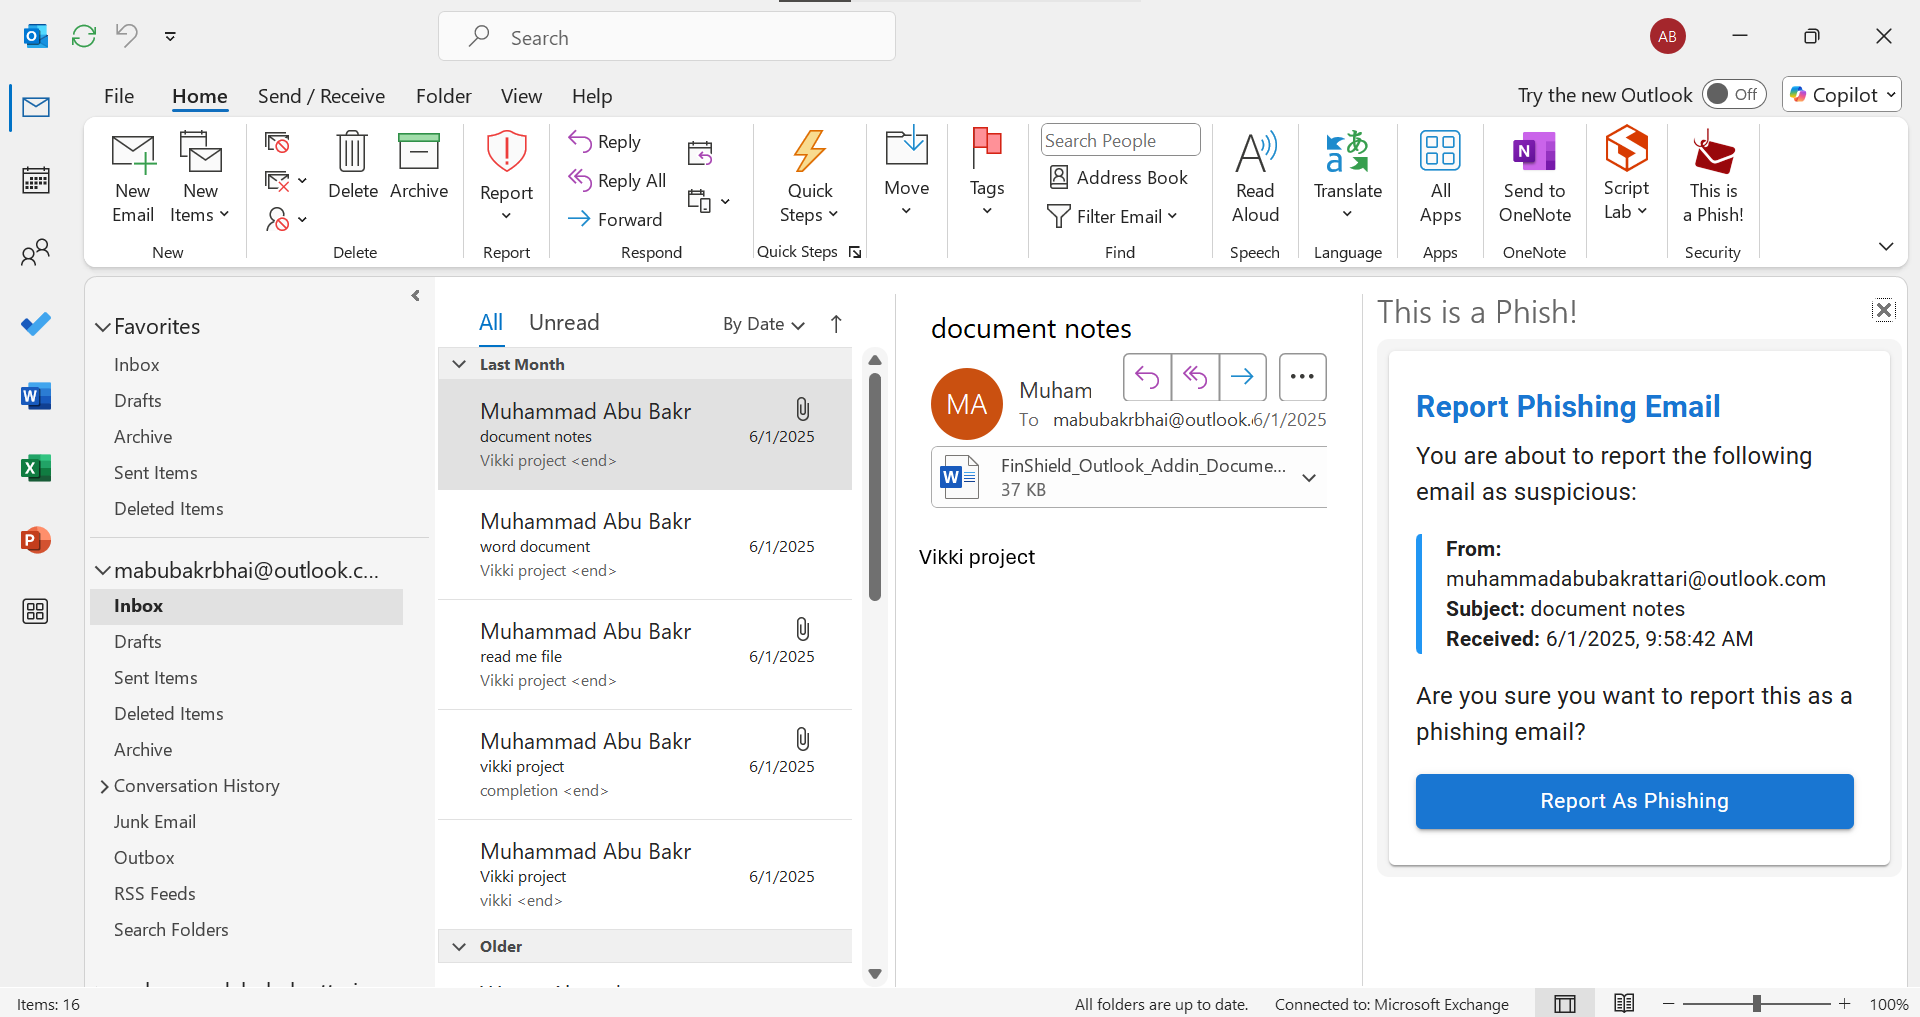 Search
AB
File Home Send / Receive Folder View Help
Try the new Outlook Off Copilot
New Email
New Items
New
Delete
Archive
Delete
Report
Report
Reply
Reply All
Forward
Respond
Quick Steps
Quick Steps
Move
Tags
Search People
Address Book
Filter Email
Find
Read Aloud
Speech
Translate
Language
All Apps
Apps
Send to OneNote
OneNote
Script Lab
This is a Phish!
Security
Favorites
Inbox
Drafts
Archive
Sent Items
Deleted Items
mabubakrbhai@outlook.c...
Inbox
Drafts
Sent Items
Deleted Items
Archive
Conversation History
Junk Email
Outbox
RSS Feeds
Search Folders
All Unread By Date
Last Month
Muhammad Abu Bakr
document notes 6/1/2025
Vikki project <end>
Muhammad Abu Bakr
word document 6/1/2025
Vikki project <end>
Muhammad Abu Bakr
read me file 6/1/2025
Vikki project <end>
Muhammad Abu Bakr
vikki project 6/1/2025
completion <end>
Muhammad Abu Bakr
Vikki project 6/1/2025
vikki <end>
Older
document notes
MA
Muham
To mabubakrbhai@outlook. 6/1/2025
FinShield_Outlook_Addin_Docume...
37 KB
Vikki project
This is a Phish!
Report Phishing Email
You are about to report the following
email as suspicious:
From:
muhammadabubakrattari@outlook.com
Subject: document notes
Received: 6/1/2025, 9:58:42 AM
Are you sure you want to report this as a
phishing email?
Report As Phishing
Items: 16
All folders are up to date. Connected to: Microsoft Exchange 100%